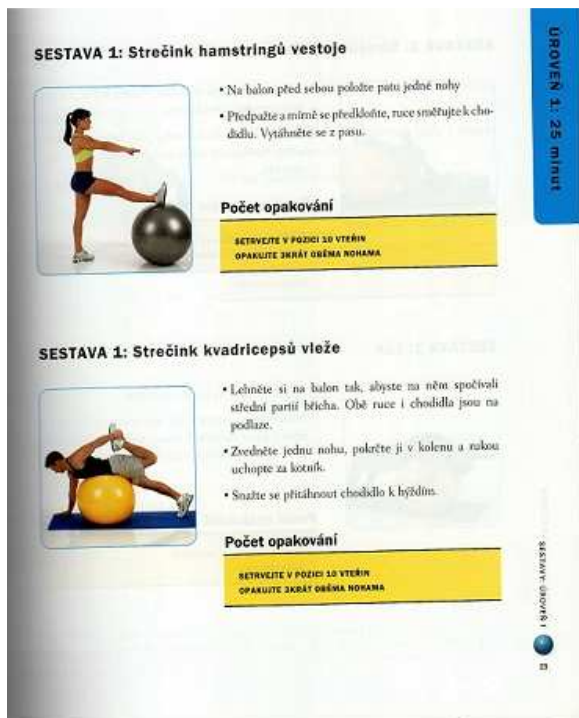 SESTAVA 1: Strečink hamstringů vestoje
• Na balon před sebou položte patu jedné nohy
• Předpažte a mírně se předkloňte, ruce směřujte k cho-
didlu. Vytáhněte se z pasu.
Počet opakování
SETRVEJTE V POZICI 10 VTEŘIN
OPAKUJTE 3KRÁT OBĚMA NOHAMA
SESTAVA 1: Strečink kvadricepsů vleže
• Lehněte si na balon tak, abyste na něm spočívali
střední partií břicha. Obě ruce i chodidla jsou na
podlaze.
• Zvedněte jednu nohu, pokrčte ji v kolenu a rukou
uchopte za kotník.
• Snažte se přitáhnout chodidlo k hýždím.
Počet opakování
SETRVEJTE V POZICI 10 VTEŘIN
OPAKUJTE 3KRÁT OBĚMA NOHAMA
ÚROVEŇ 1: 25 minut
SESTAVY: ÚROVEŇ 1